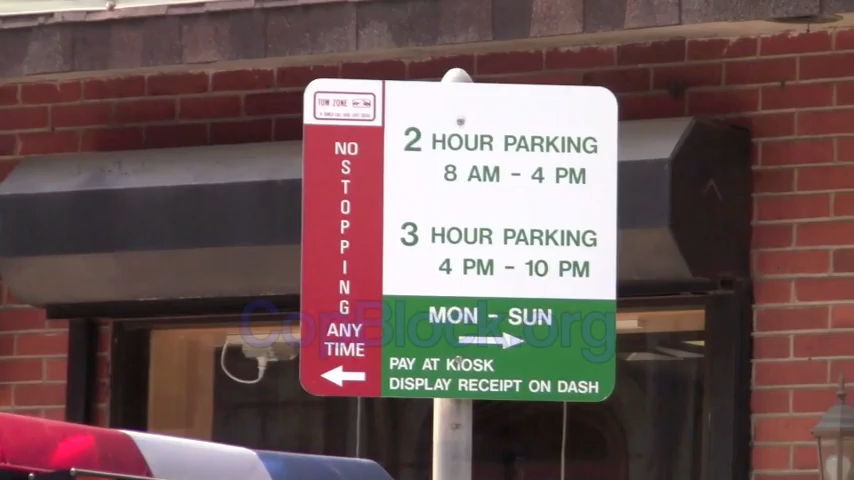 TOW ZONE
NO
STOPPING
ANY
TIME
2 HOUR PARKING
8 AM - 4 PM
3 HOUR PARKING
4 PM - 10 PM
MON - SUN
PAY AT KIOSK
DISPLAY RECEIPT ON DASH
CopBlock.org